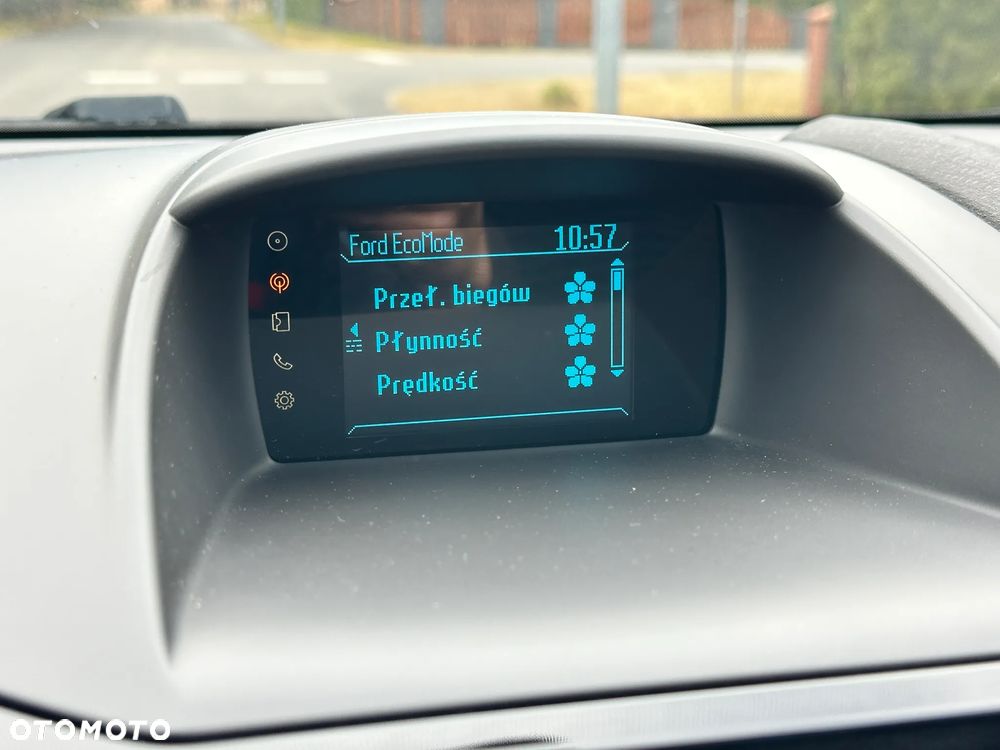 Ford EcoMode 10:57
Przeł. biegów
Płynność
Prędkość
OTOMOTO